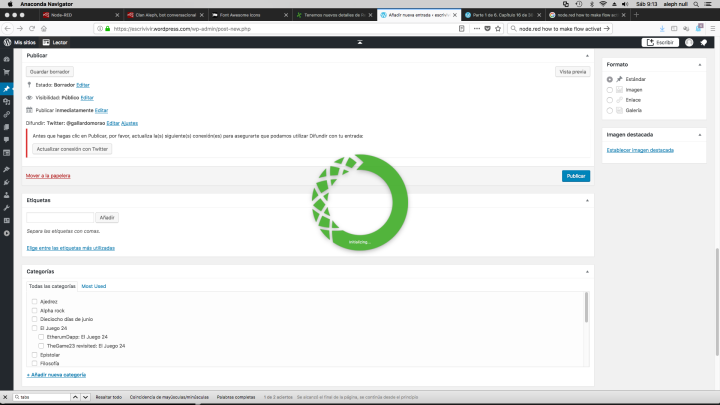 Anaconda Navigator
Sáb 9:13 aleph null
Node-RED
Clan Aleph, bot conversacional
Font Awesome Icons
Tenemos nuevos detalles de
Añadir nueva entrada ‹ escrivi
Parte 1 de 6. Capítulo 15 de
node.red how to make flow activat
https://escrivivir.wordpress.com/wp-admin/post-new.php
node.red how to make flow activat
Mis sitios
Lector
Escribir
Publicar
Guardar borrador
Vista previa
Estado: Borrador Editar
Visibilidad: Público Editar
Publicar inmediatamente Editar
Difundir: Twitter: @gallardomorao Editar Ajustes
Antes que hagas clic en Publicar, por favor, actualiza la(s) siguiente(s) conexión(es) para asegurarte que podamos utilizar Difundir con tu entrada:
Actualizar conexión con Twitter
Mover a la papelera
Publicar
Initializing...
Etiquetas
Añadir
Separa las etiquetas con comas.
Elige entre las etiquetas más utilizadas
Categorías
Todas las categorías
Most Used
Ajedrez
Alpha rock
Dieciocho días de junio
El Juego 24
EtherumDapp: El Juego 24
TheGame23 revisited: El Juego 24
Epistolar
Filosofía
+ Añadir nueva categoría
Formato
Estándar
Imagen
Enlace
Galería
Imagen destacada
Establecer imagen destacada
tabs
Resaltar todo
Coincidencia de mayúsculas/minúsculas
Palabras completas
1 de 2 aciertos
Se alcanzó el final de la página, se continúa desde el principio